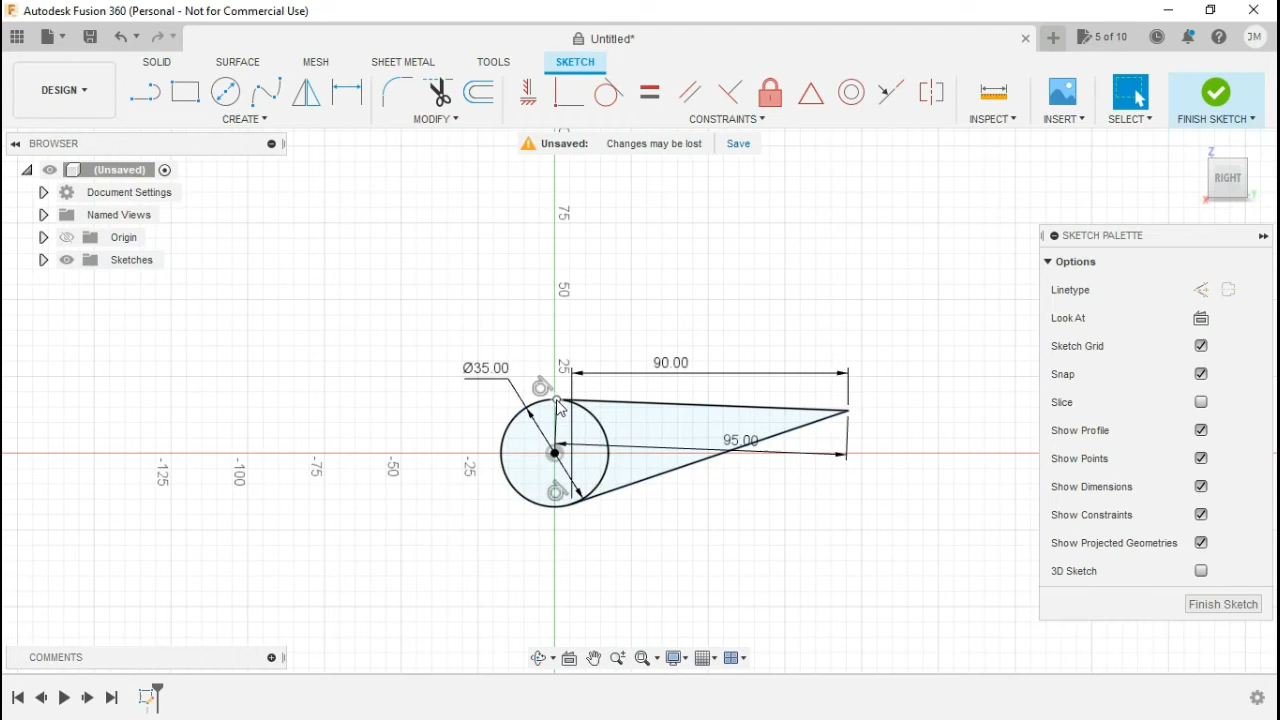 Autodesk Fusion 360 (Personal - Not for Commercial Use)
Untitled*
5 of 10
JM
SOLID SURFACE MESH SHEET METAL TOOLS SKETCH
DESIGN
CREATE MODIFY CONSTRAINTS INSPECT INSERT SELECT FINISH SKETCH
BROWSER
Unsaved: Changes may be lost Save
(Unsaved)
Document Settings
Named Views
Origin
Sketches
Z
RIGHT
X
Y
SKETCH PALETTE
Options
Linetype
Look At
Sketch Grid
Snap
Slice
Show Profile
Show Points
Show Dimensions
Show Constraints
Show Projected Geometries
3D Sketch
Finish Sketch
75
50
25
Ø35.00
90.00
95.00
-125
-100
-75
-50
-25
COMMENTS